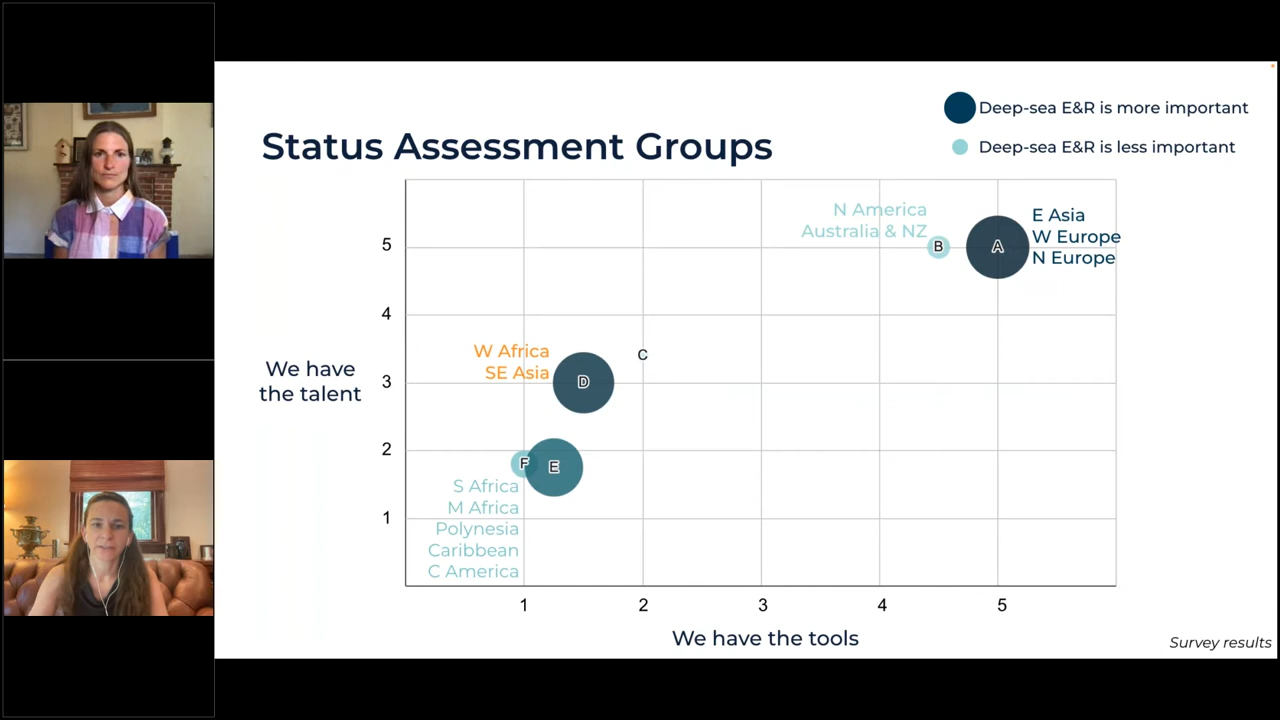 Deep-sea E&R is more important
Status Assessment Groups
Deep-sea E&R is less important
N America
Australia & NZ
B
A
E Asia
W Europe
N Europe
5
4
W Africa
SE Asia
D
C
We have
the talent
3
2
F
E
S Africa
M Africa
Polynesia
Caribbean
C America
1
1
2
3
4
5
We have the tools
Survey results